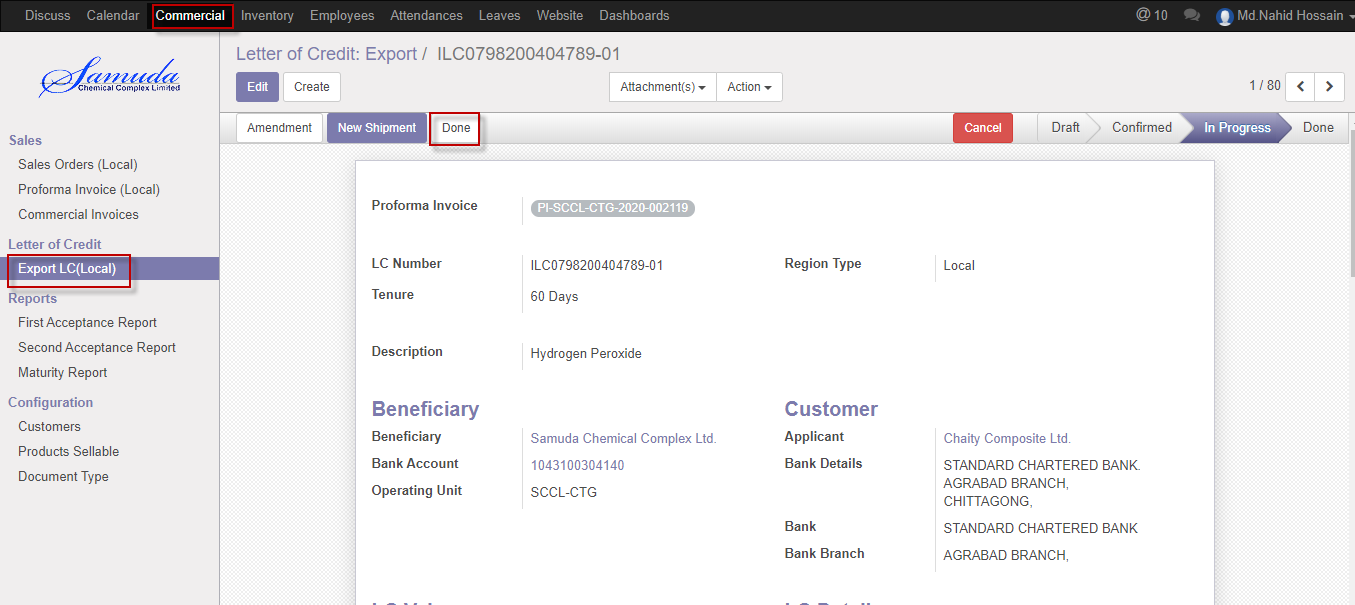 Discuss Calendar Commercial Inventory Employees Attendances Leaves Website Dashboards @ 10 Md.Nahid Hossain
Samuda
Chemical Complex Limited
Sales
Sales Orders (Local)
Proforma Invoice (Local)
Commercial Invoices
Letter of Credit
Export LC(Local)
Reports
First Acceptance Report
Second Acceptance Report
Maturity Report
Configuration
Customers
Products Sellable
Document Type
Letter of Credit: Export / ILC0798200404789-01
Edit Create Attachment(s) Action 1 / 80
Amendment New Shipment Done Cancel Draft Confirmed In Progress Done
Proforma Invoice PI-SCCL-CTG-2020-002119
LC Number ILC0798200404789-01 Region Type Local
Tenure 60 Days
Description Hydrogen Peroxide
Beneficiary Customer
Beneficiary Samuda Chemical Complex Ltd. Applicant Chaity Composite Ltd.
Bank Account 1043100304140 Bank Details STANDARD CHARTERED BANK.
AGRABAD BRANCH,
CHITTAGONG,
Operating Unit SCCL-CTG
Bank STANDARD CHARTERED BANK
Bank Branch AGRABAD BRANCH,